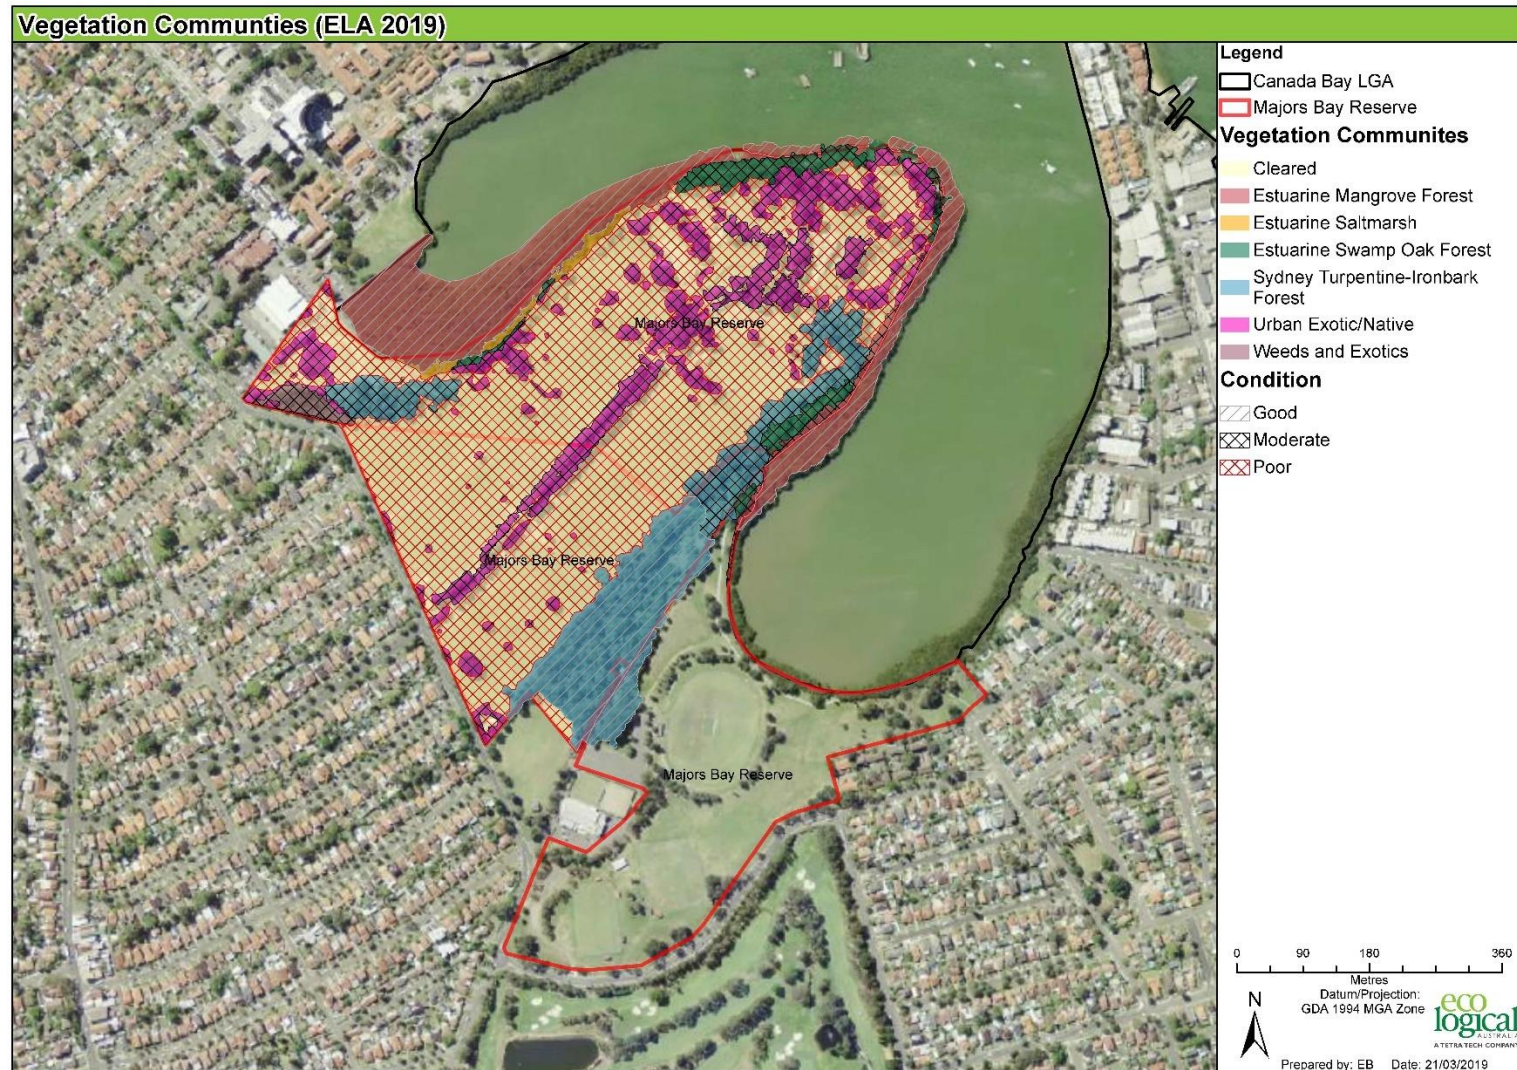 Vegetation Communties (ELA 2019)
Majors Bay Reserve
Majors Bay Reserve
Majors Bay Reserve
Legend
Canada Bay LGA
Majors Bay Reserve
Vegetation Communites
Cleared
Estuarine Mangrove Forest
Estuarine Saltmarsh
Estuarine Swamp Oak Forest
Sydney Turpentine-Ironbark
Forest
Urban Exotic/Native
Weeds and Exotics
Condition
Good
Moderate
Poor
0 90 180 360
Metres
Datum/Projection:
GDA 1994 MGA Zone
N
eco
logical
AUSTRALIA
A TETRA TECH COMPANY
Prepared by: EB Date: 21/03/2019